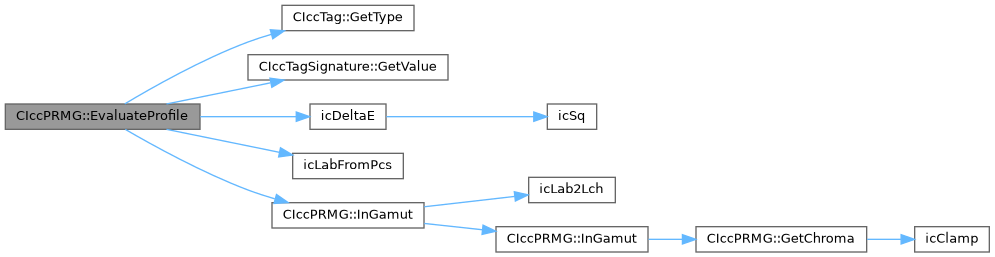 CIccTag::GetType
CIccTagSignature::GetValue
CIccPRMG::EvaluateProfile
icDeltaE
icSq
icLabFromPcs
icLab2Lch
CIccPRMG::InGamut
CIccPRMG::InGamut
CIccPRMG::GetChroma
icClamp